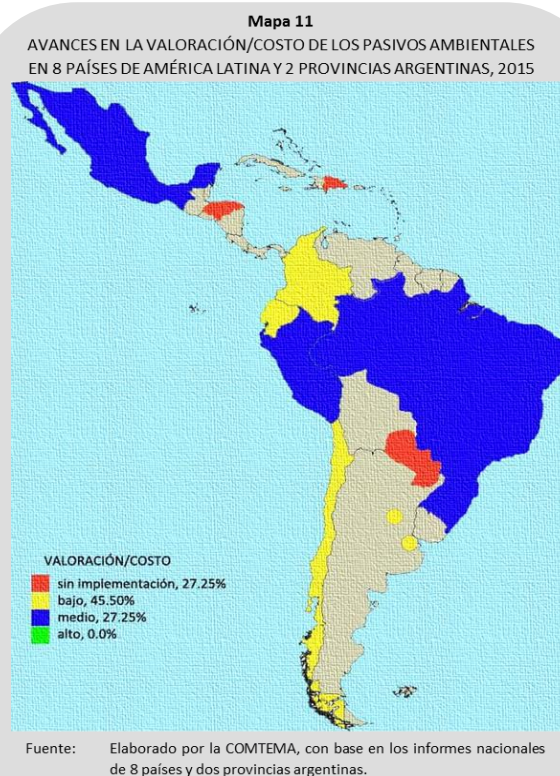 Mapa 11
AVANCES EN LA VALORACIÓN/COSTO DE LOS PASIVOS AMBIENTALES
EN 8 PAÍSES DE AMÉRICA LATINA Y 2 PROVINCIAS ARGENTINAS, 2015
VALORACIÓN/COSTO
sin implementación, 27.25%
bajo, 45.50%
medio, 27.25%
alto, 0.0%
Fuente: Elaborado por la COMTEMA, con base en los informes nacionales
de 8 países y dos provincias argentinas.